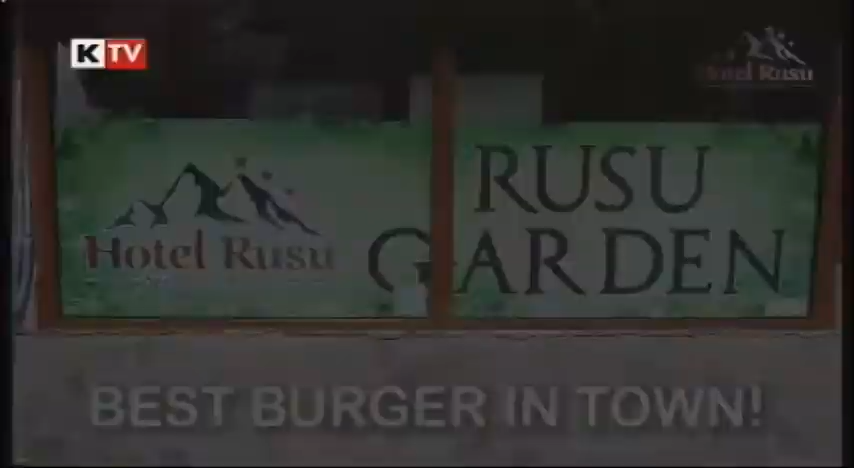 KTV
Hotel Rusu
Hotel Rusu
RUSU
GARDEN
BEST BURGER IN TOWN!